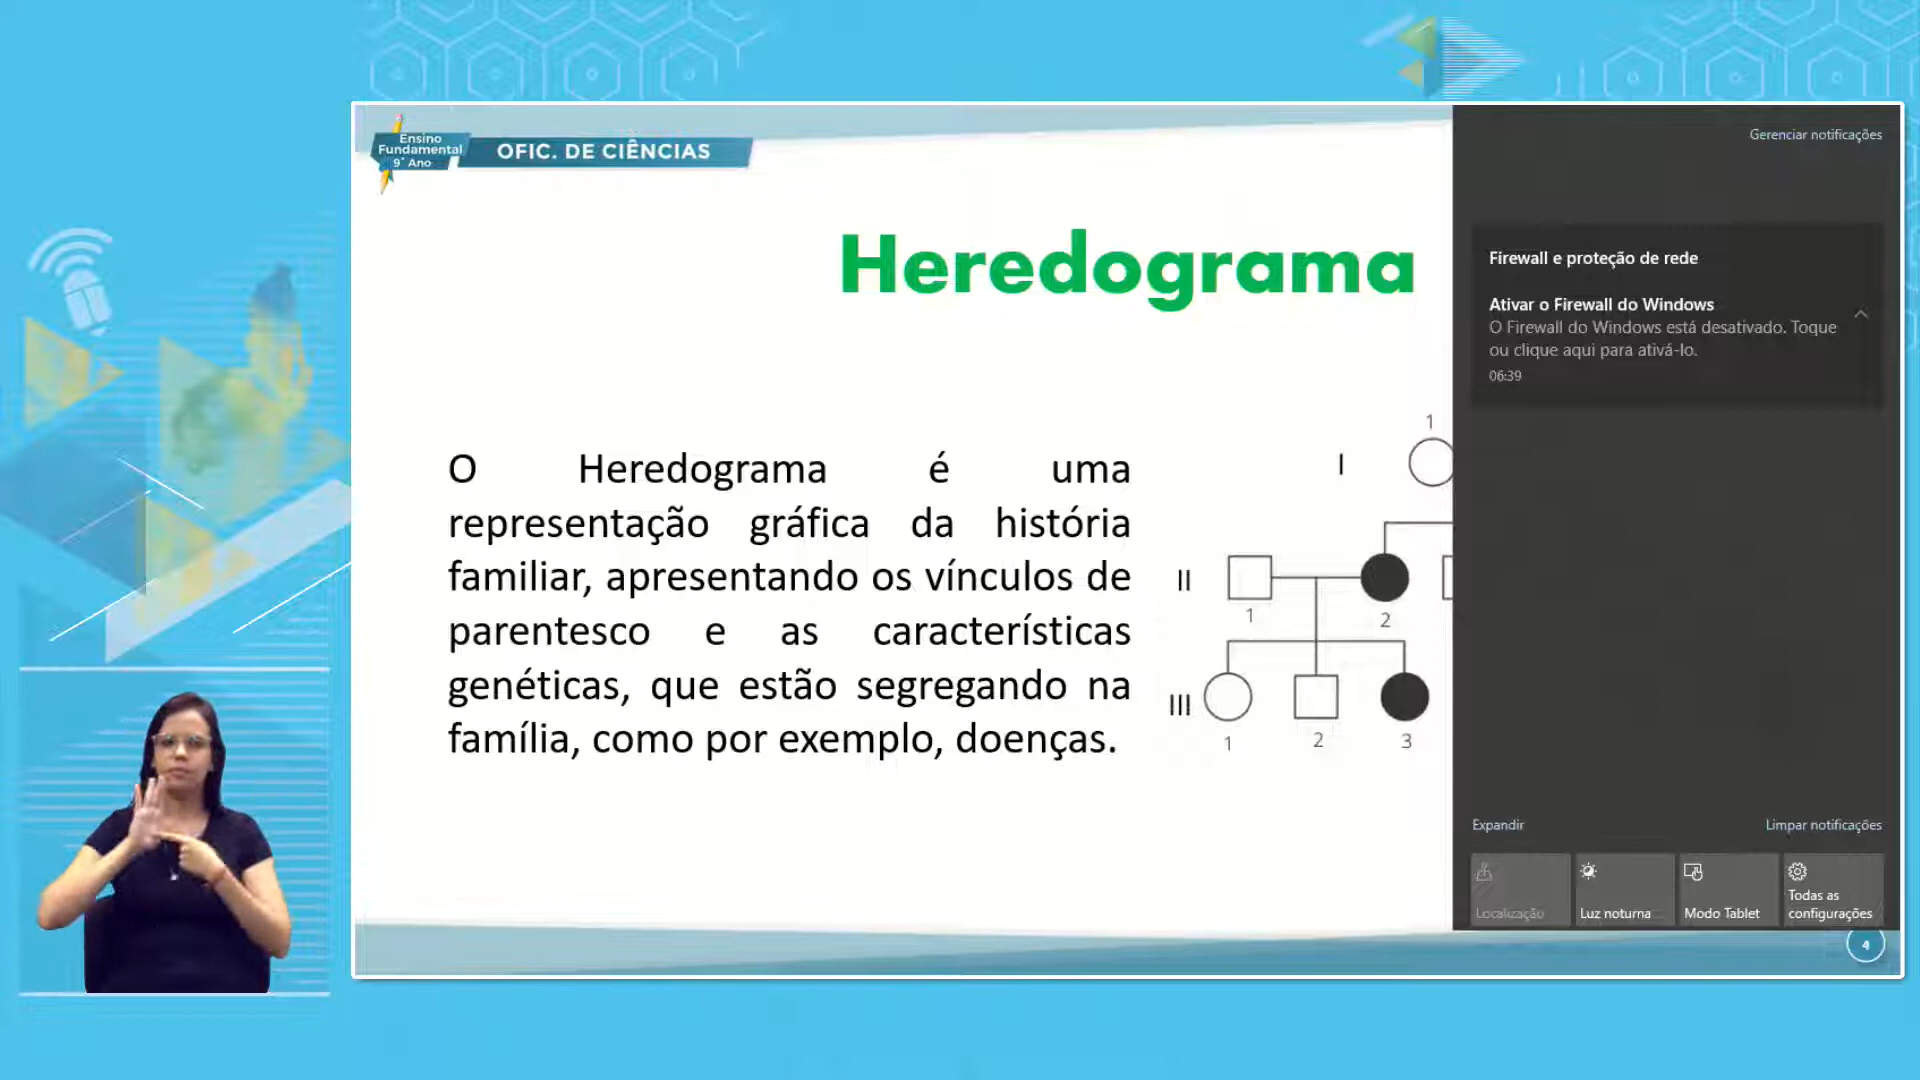 Ensino
Fundamental
9° Ano
OFIC. DE CIÊNCIAS
Heredograma
O Heredograma é uma
representação gráfica da história
familiar, apresentando os vínculos de
parentesco e as características
genéticas, que estão segregando na
família, como por exemplo, doenças.
1
I
II
1
2
III
1
2
3
Gerenciar notificações
Firewall e proteção de rede
Ativar o Firewall do Windows
O Firewall do Windows está desativado. Toque
ou clique aqui para ativá-lo.
06:39
Expandir
Limpar notificações
Localização
Luz noturna
Modo Tablet
Todas as
configurações
4